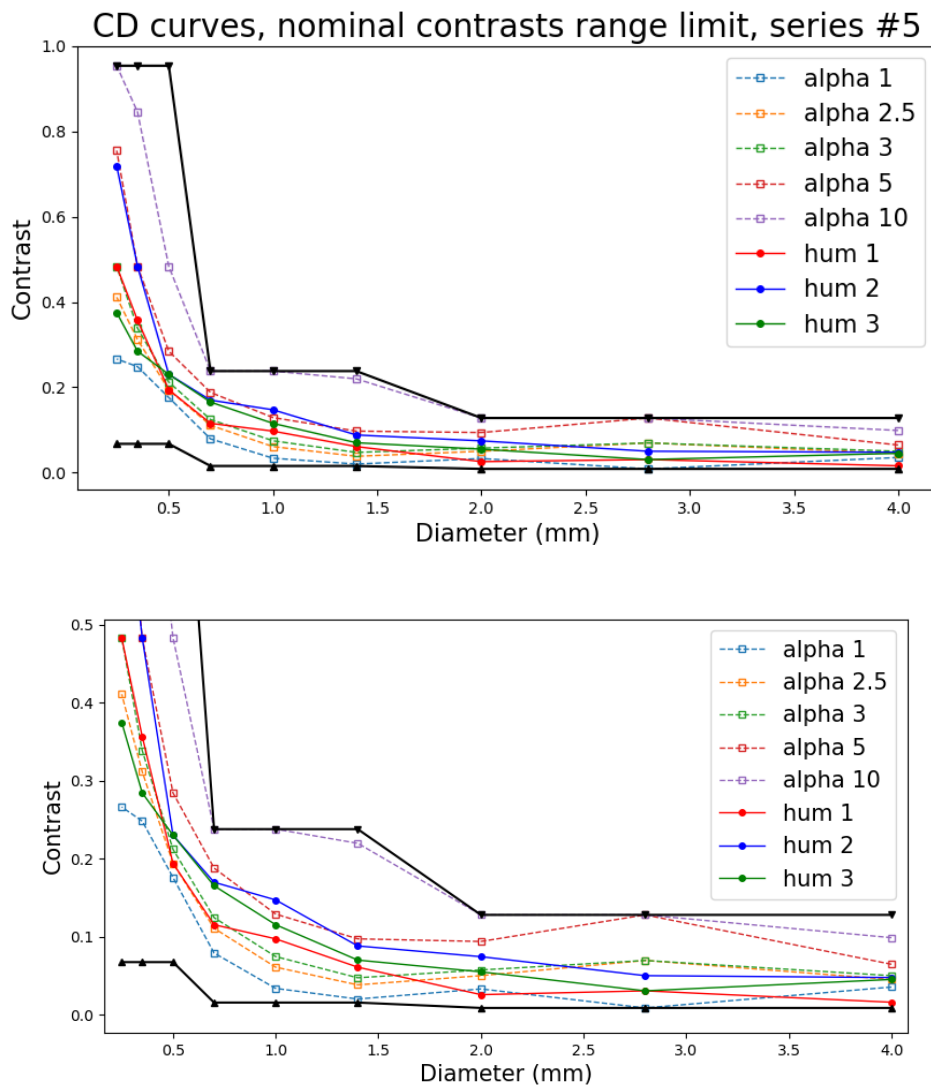 CD curves, nominal contrasts range limit, series #5
1.0
0.8
0.6
0.4
0.2
0.0
Contrast
alpha 1
alpha 2.5
alpha 3
alpha 5
alpha 10
hum 1
hum 2
hum 3
0.5 1.0 1.5 2.0 2.5 3.0 3.5 4.0
Diameter (mm)
0.5
0.4
0.3
0.2
0.1
0.0
Contrast
alpha 1
alpha 2.5
alpha 3
alpha 5
alpha 10
hum 1
hum 2
hum 3
0.5 1.0 1.5 2.0 2.5 3.0 3.5 4.0
Diameter (mm)